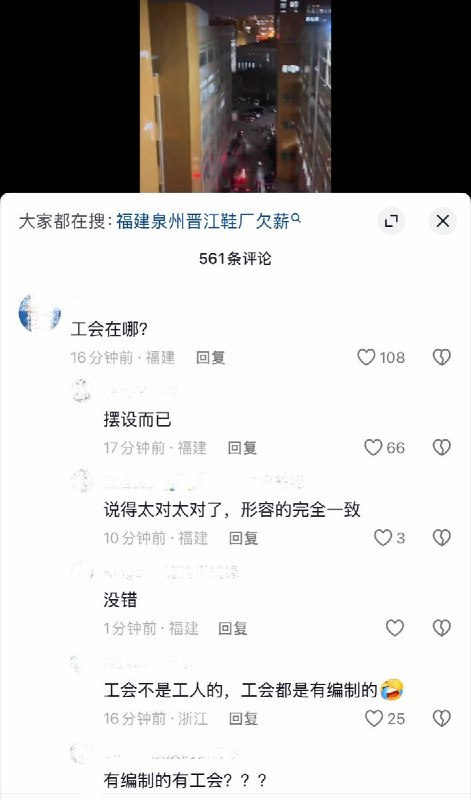 大家都在搜：福建泉州晋江鞋厂欠薪
561条评论
工会在哪？
16分钟前·福建 回复 108
摆设而已
17分钟前·福建 回复 66
说得太对太对了，形容的完全一致
10分钟前·福建 回复 3
没错
1分钟前·福建 回复
工会不是工人的，工会都是有编制的🤣
16分钟前·浙江 回复 25
有编制的有工会？？？